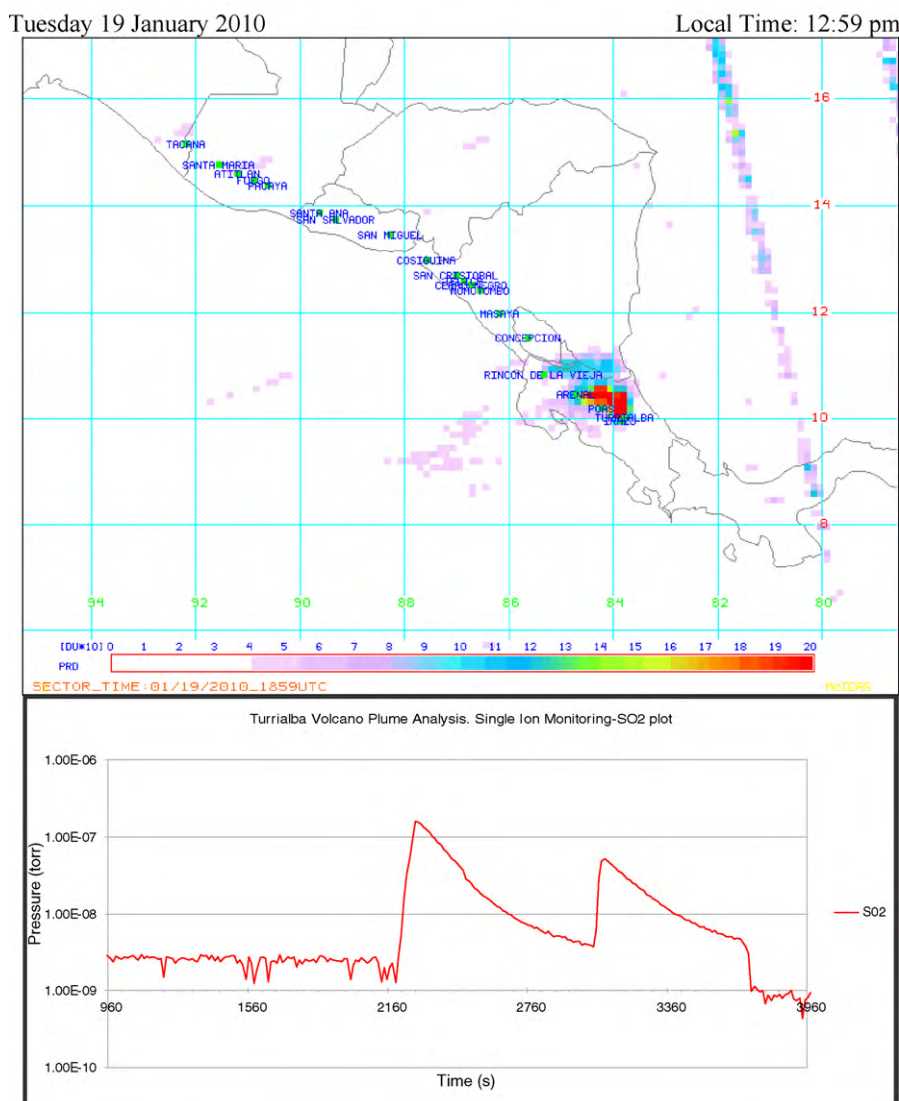 Tuesday 19 January 2010 Local Time: 12:59 pm
16
TACANA
SANTA MARIA
ATITLAN
FUEGO
PACAYA
14
SANTA ANA
SAN SALVADOR
SAN MIGUEL
COSIGUINA
SAN CRISTOBAL
MOMOTOMBO
12
MASAYA
CONCEPCION
RINCON DE LA VIEJA
ARENAL
POAS
10
TURRIALBA
8
94 92 90 88 86 84 82 80
[DU*10] 0 1 2 3 4 5 6 7 8 9 10 11 12 13 14 15 16 17 18 19 20
PRD
SECTOR_TIME:01/19/2010_1859UTC McIDAS
Turrialba Volcano Plume Analysis. Single Ion Monitoring-SO2 plot
1.00E-06
1.00E-07
1.00E-08
1.00E-09
1.00E-10
Pressure (torr)
960 1560 2160 2760 3360 3960
Time (s)
SO2